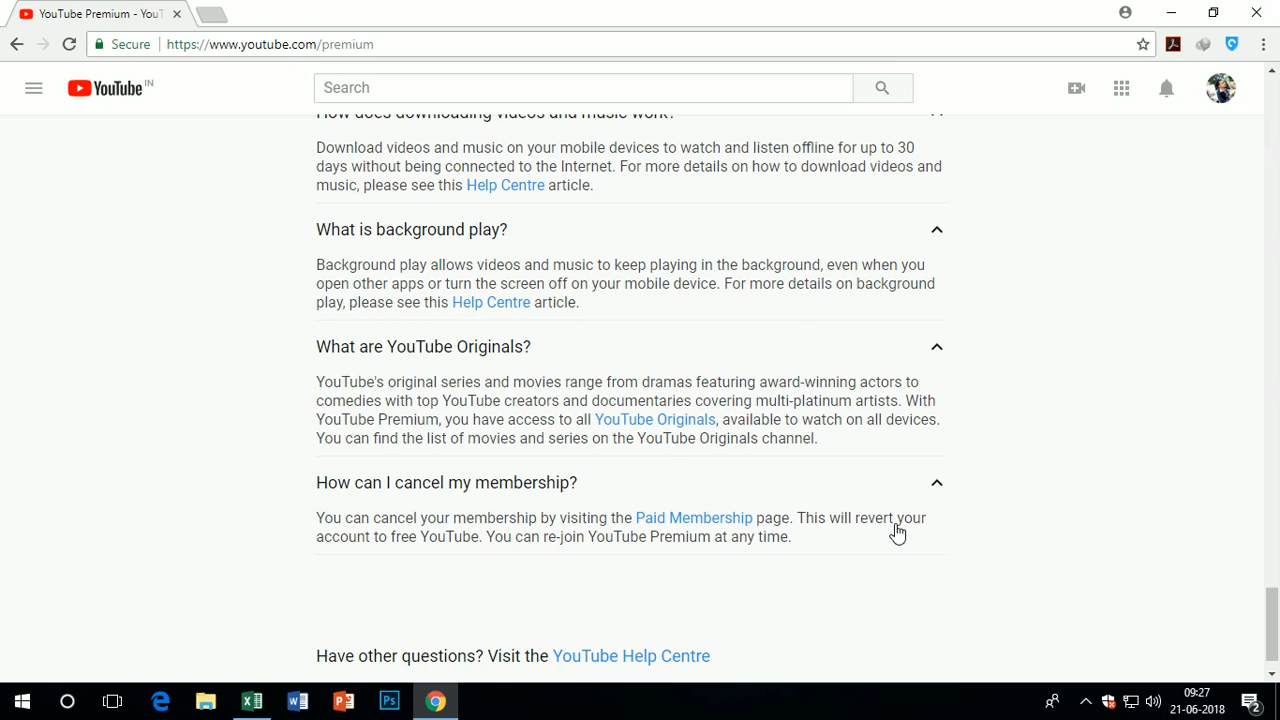 YouTube Premium - YouT
Secure
https://www.youtube.com/premium
YouTube IN
Search
How does downloading videos and music work?
Download videos and music on your mobile devices to watch and listen offline for up to 30
days without being connected to the Internet. For more details on how to download videos and
music, please see this Help Centre article.
What is background play?
Background play allows videos and music to keep playing in the background, even when you
open other apps or turn the screen off on your mobile device. For more details on background
play, please see this Help Centre article.
What are YouTube Originals?
YouTube's original series and movies range from dramas featuring award-winning actors to
comedies with top YouTube creators and documentaries covering multi-platinum artists. With
YouTube Premium, you have access to all YouTube Originals, available to watch on all devices.
You can find the list of movies and series on the YouTube Originals channel.
How can I cancel my membership?
You can cancel your membership by visiting the Paid Membership page. This will revert your
account to free YouTube. You can re-join YouTube Premium at any time.
Have other questions? Visit the YouTube Help Centre
Ps
09:27
21-06-2018
2